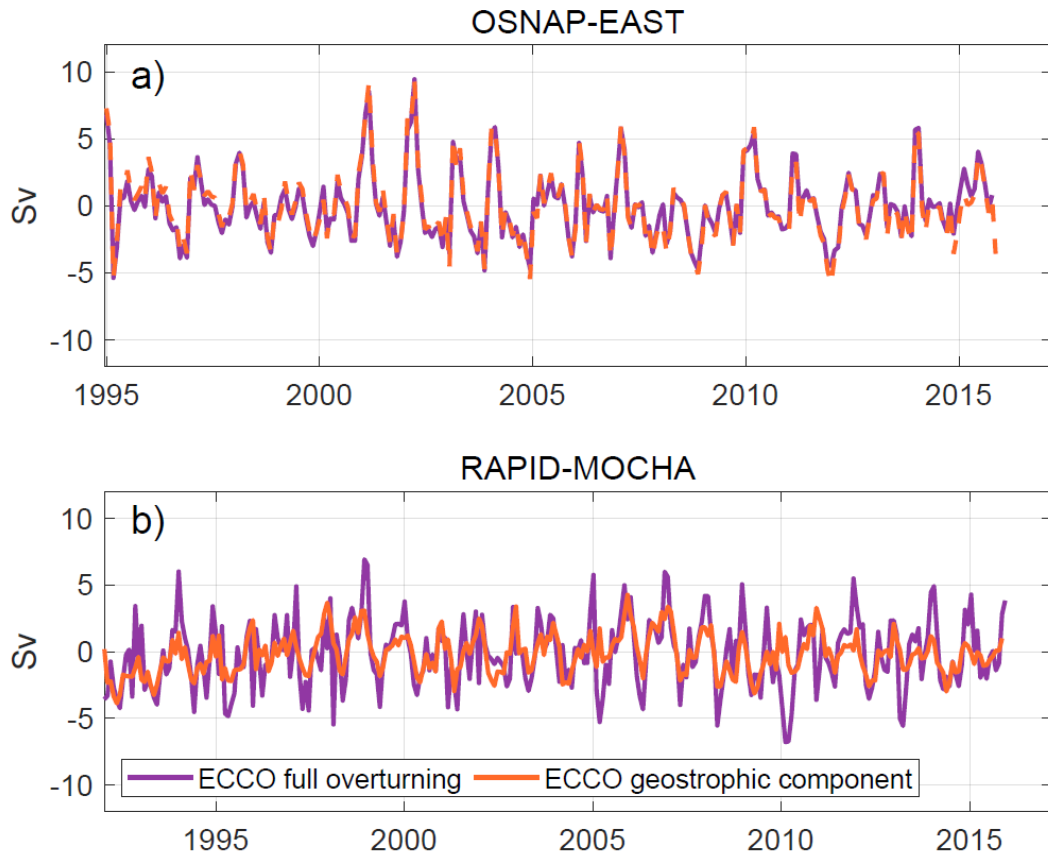 OSNAP-EAST
a)
Sv
10
5
0
-5
-10
1995 2000 2005 2010 2015
RAPID-MOCHA
b)
Sv
10
5
0
-5
-10
ECCO full overturning ECCO geostrophic component
1995 2000 2005 2010 2015